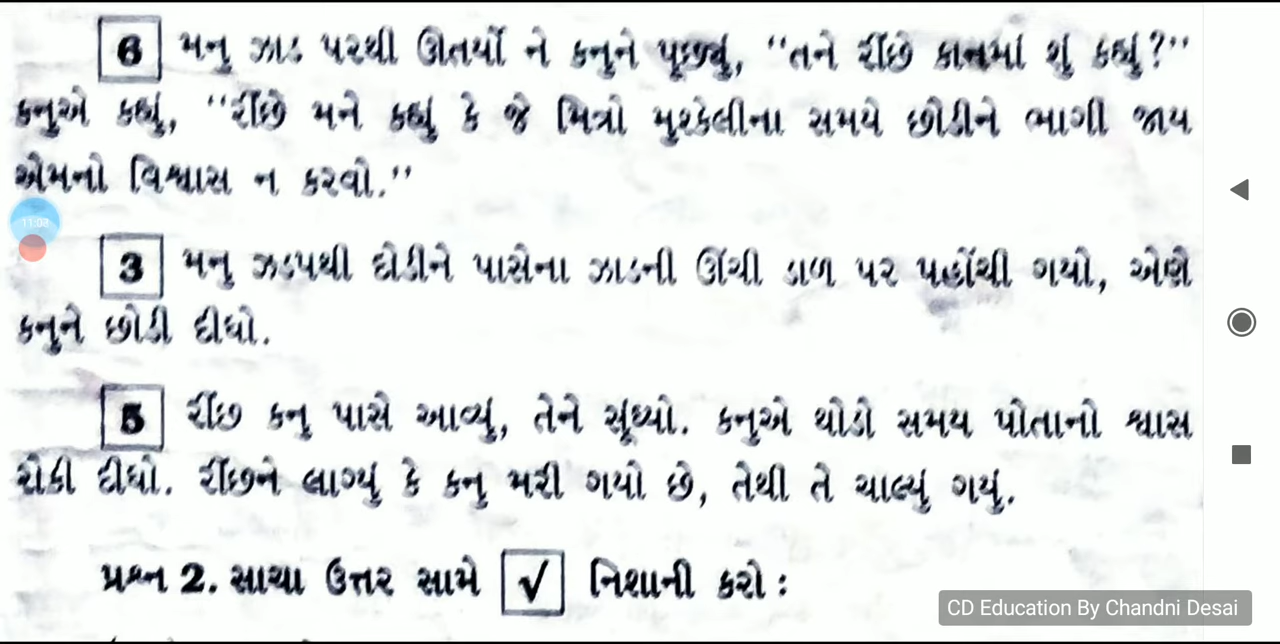 6 મનુ ઝાડ પરથી ઊતર્યો ને કનુને પૂછ્યું, "તને રીંછે કાનમાં શું કહ્યું?"
કનુએ કહ્યું, "રીંછે મને કહ્યું કે જે મિત્રો મુશ્કેલીના સમયે છોડીને ભાગી જાય
એમનો વિશ્વાસ ન કરવો."
11:03
3 મનુ ઝડપથી દોડીને પાસેના ઝાડની ઊંચી ડાળ પર પહોંચી ગયો, એણે
કનુને છોડી દીધો.
5 રીંછ કનુ પાસે આવ્યું, તેને સૂંઘ્યો. કનુએ થોડો સમય પોતાનો શ્વાસ
રોકી દીધો. રીંછને લાગ્યું કે કનુ મરી ગયો છે, તેથી તે ચાલ્યું ગયું.
પ્રશ્ન 2. સાચા ઉત્તર સામે √ નિશાની કરો :
CD Education By Chandni Desai